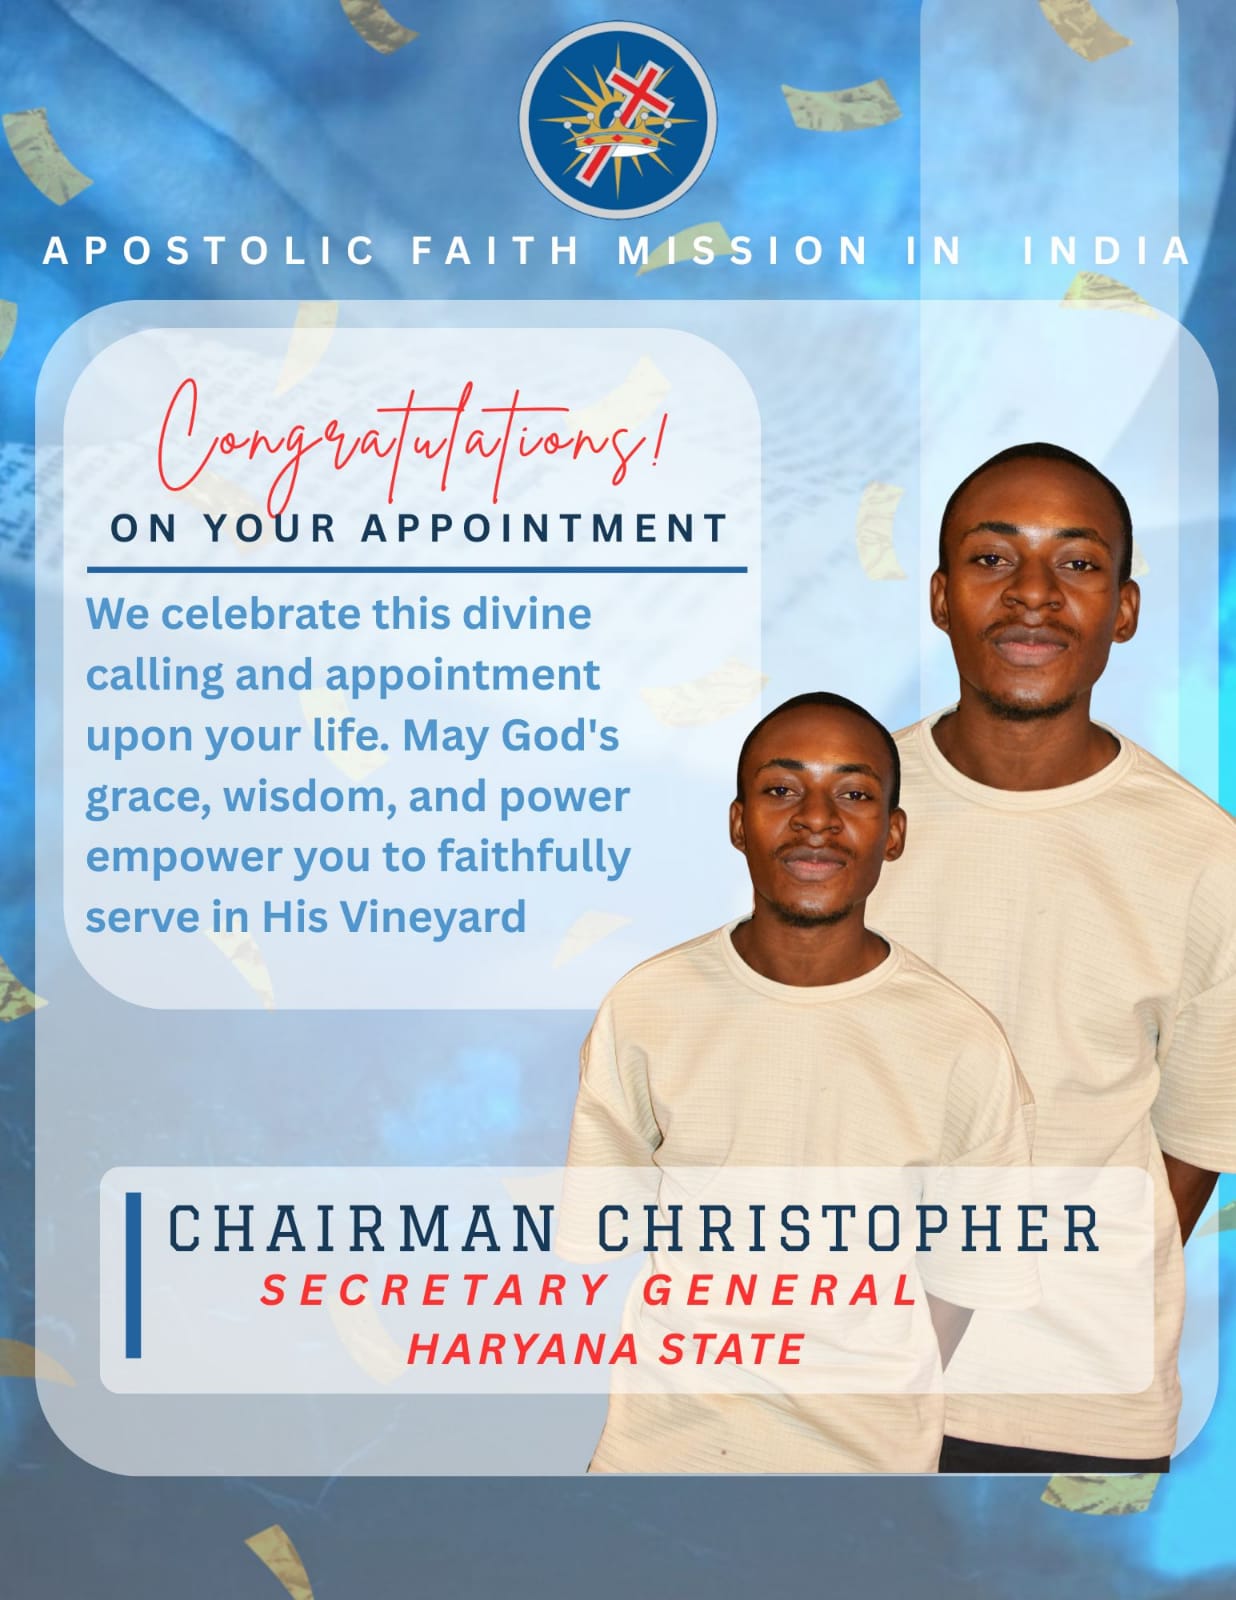 APOSTOLIC FAITH MISSION IN INDIA
Congratulations!
ON YOUR APPOINTMENT
We celebrate this divine
calling and appointment
upon your life. May God's
grace, wisdom, and power
empower you to faithfully
serve in His Vineyard
CHAIRMAN CHRISTOPHER
SECRETARY GENERAL
HARYANA STATE